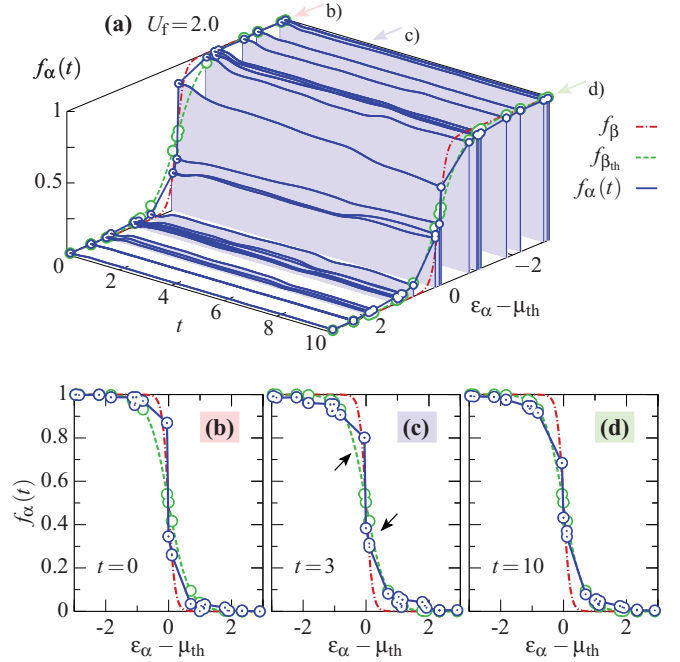 (a) U_f=2.0
b)
c)
d)
f_α(t)
1
0.5
0
f_β
f_β_th
f_α(t)
2
4
6
8
10
t
2
0
−2
ε_α−μ_th
1
0.8
0.6
0.4
0.2
0
f_α(t)
(b)
(c)
(d)
t=0
t=3
t=10
-2 0 2
-2 0 2
-2 0 2
ε_α−μ_th
ε_α−μ_th
ε_α−μ_th